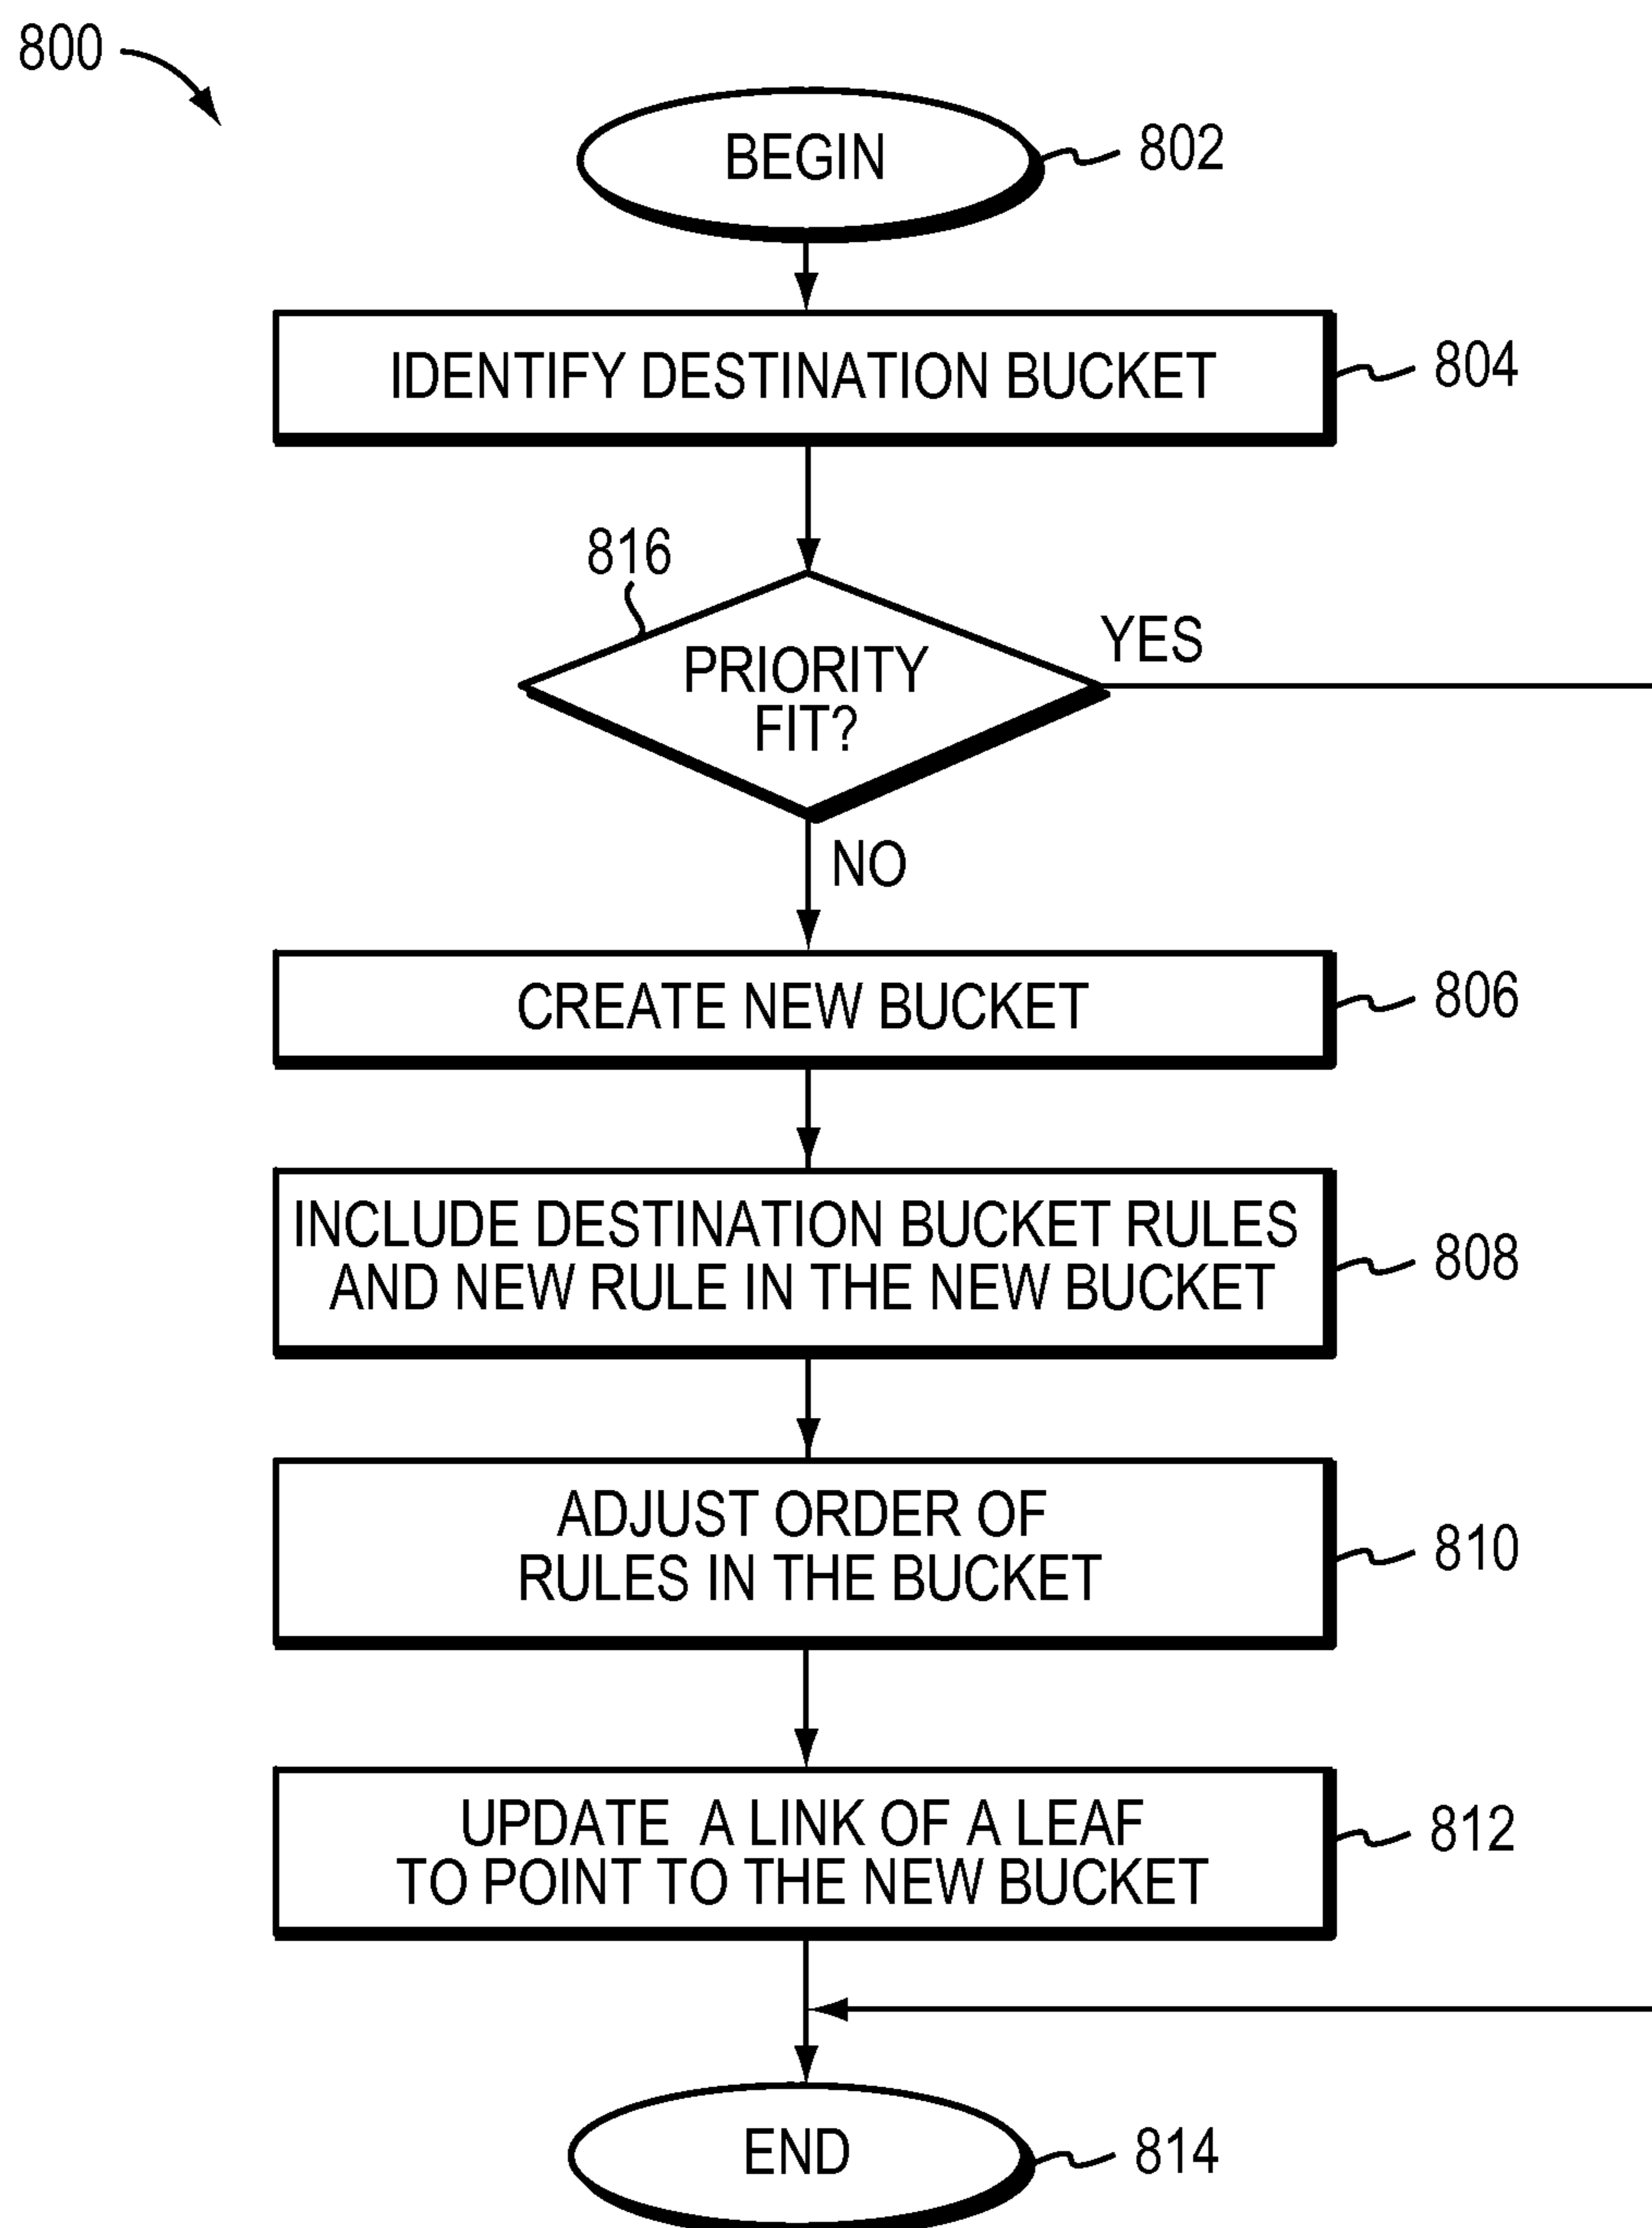 800
BEGIN
802
IDENTIFY DESTINATION BUCKET
804
816
PRIORITY
FIT?
YES
NO
CREATE NEW BUCKET
806
INCLUDE DESTINATION BUCKET RULES
AND NEW RULE IN THE NEW BUCKET
808
ADJUST ORDER OF
RULES IN THE BUCKET
810
UPDATE A LINK OF A LEAF
TO POINT TO THE NEW BUCKET
812
END
814